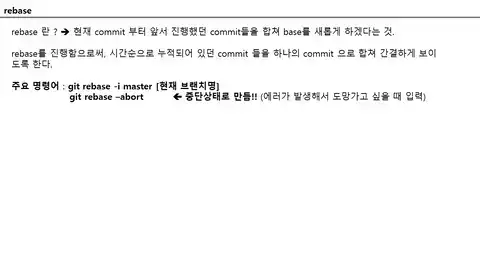 rebase
rebase 란 ? → 현재 commit 부터 앞서 진행했던 commit들을 합쳐 base를 새롭게 하겠다는 것.
rebase를 진행함으로써, 시간순으로 누적되어 있던 commit 들을 하나의 commit 으로 합쳐 간결하게 보이
도록 한다.
주요 명령어 : git rebase -i master [현재 브랜치명]
git rebase –abort ← 중단상태로 만듬!! (에러가 발생해서 도망가고 싶을 때 입력)